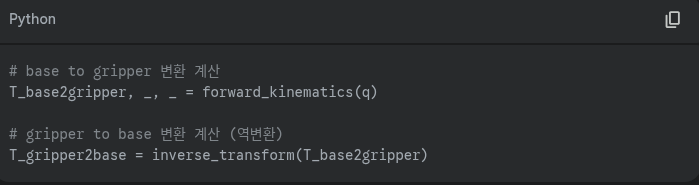 Python
# base to gripper 변환 계산
T_base2gripper, _, _ = forward_kinematics(q)
# gripper to base 변환 계산 (역변환)
T_gripper2base = inverse_transform(T_base2gripper)